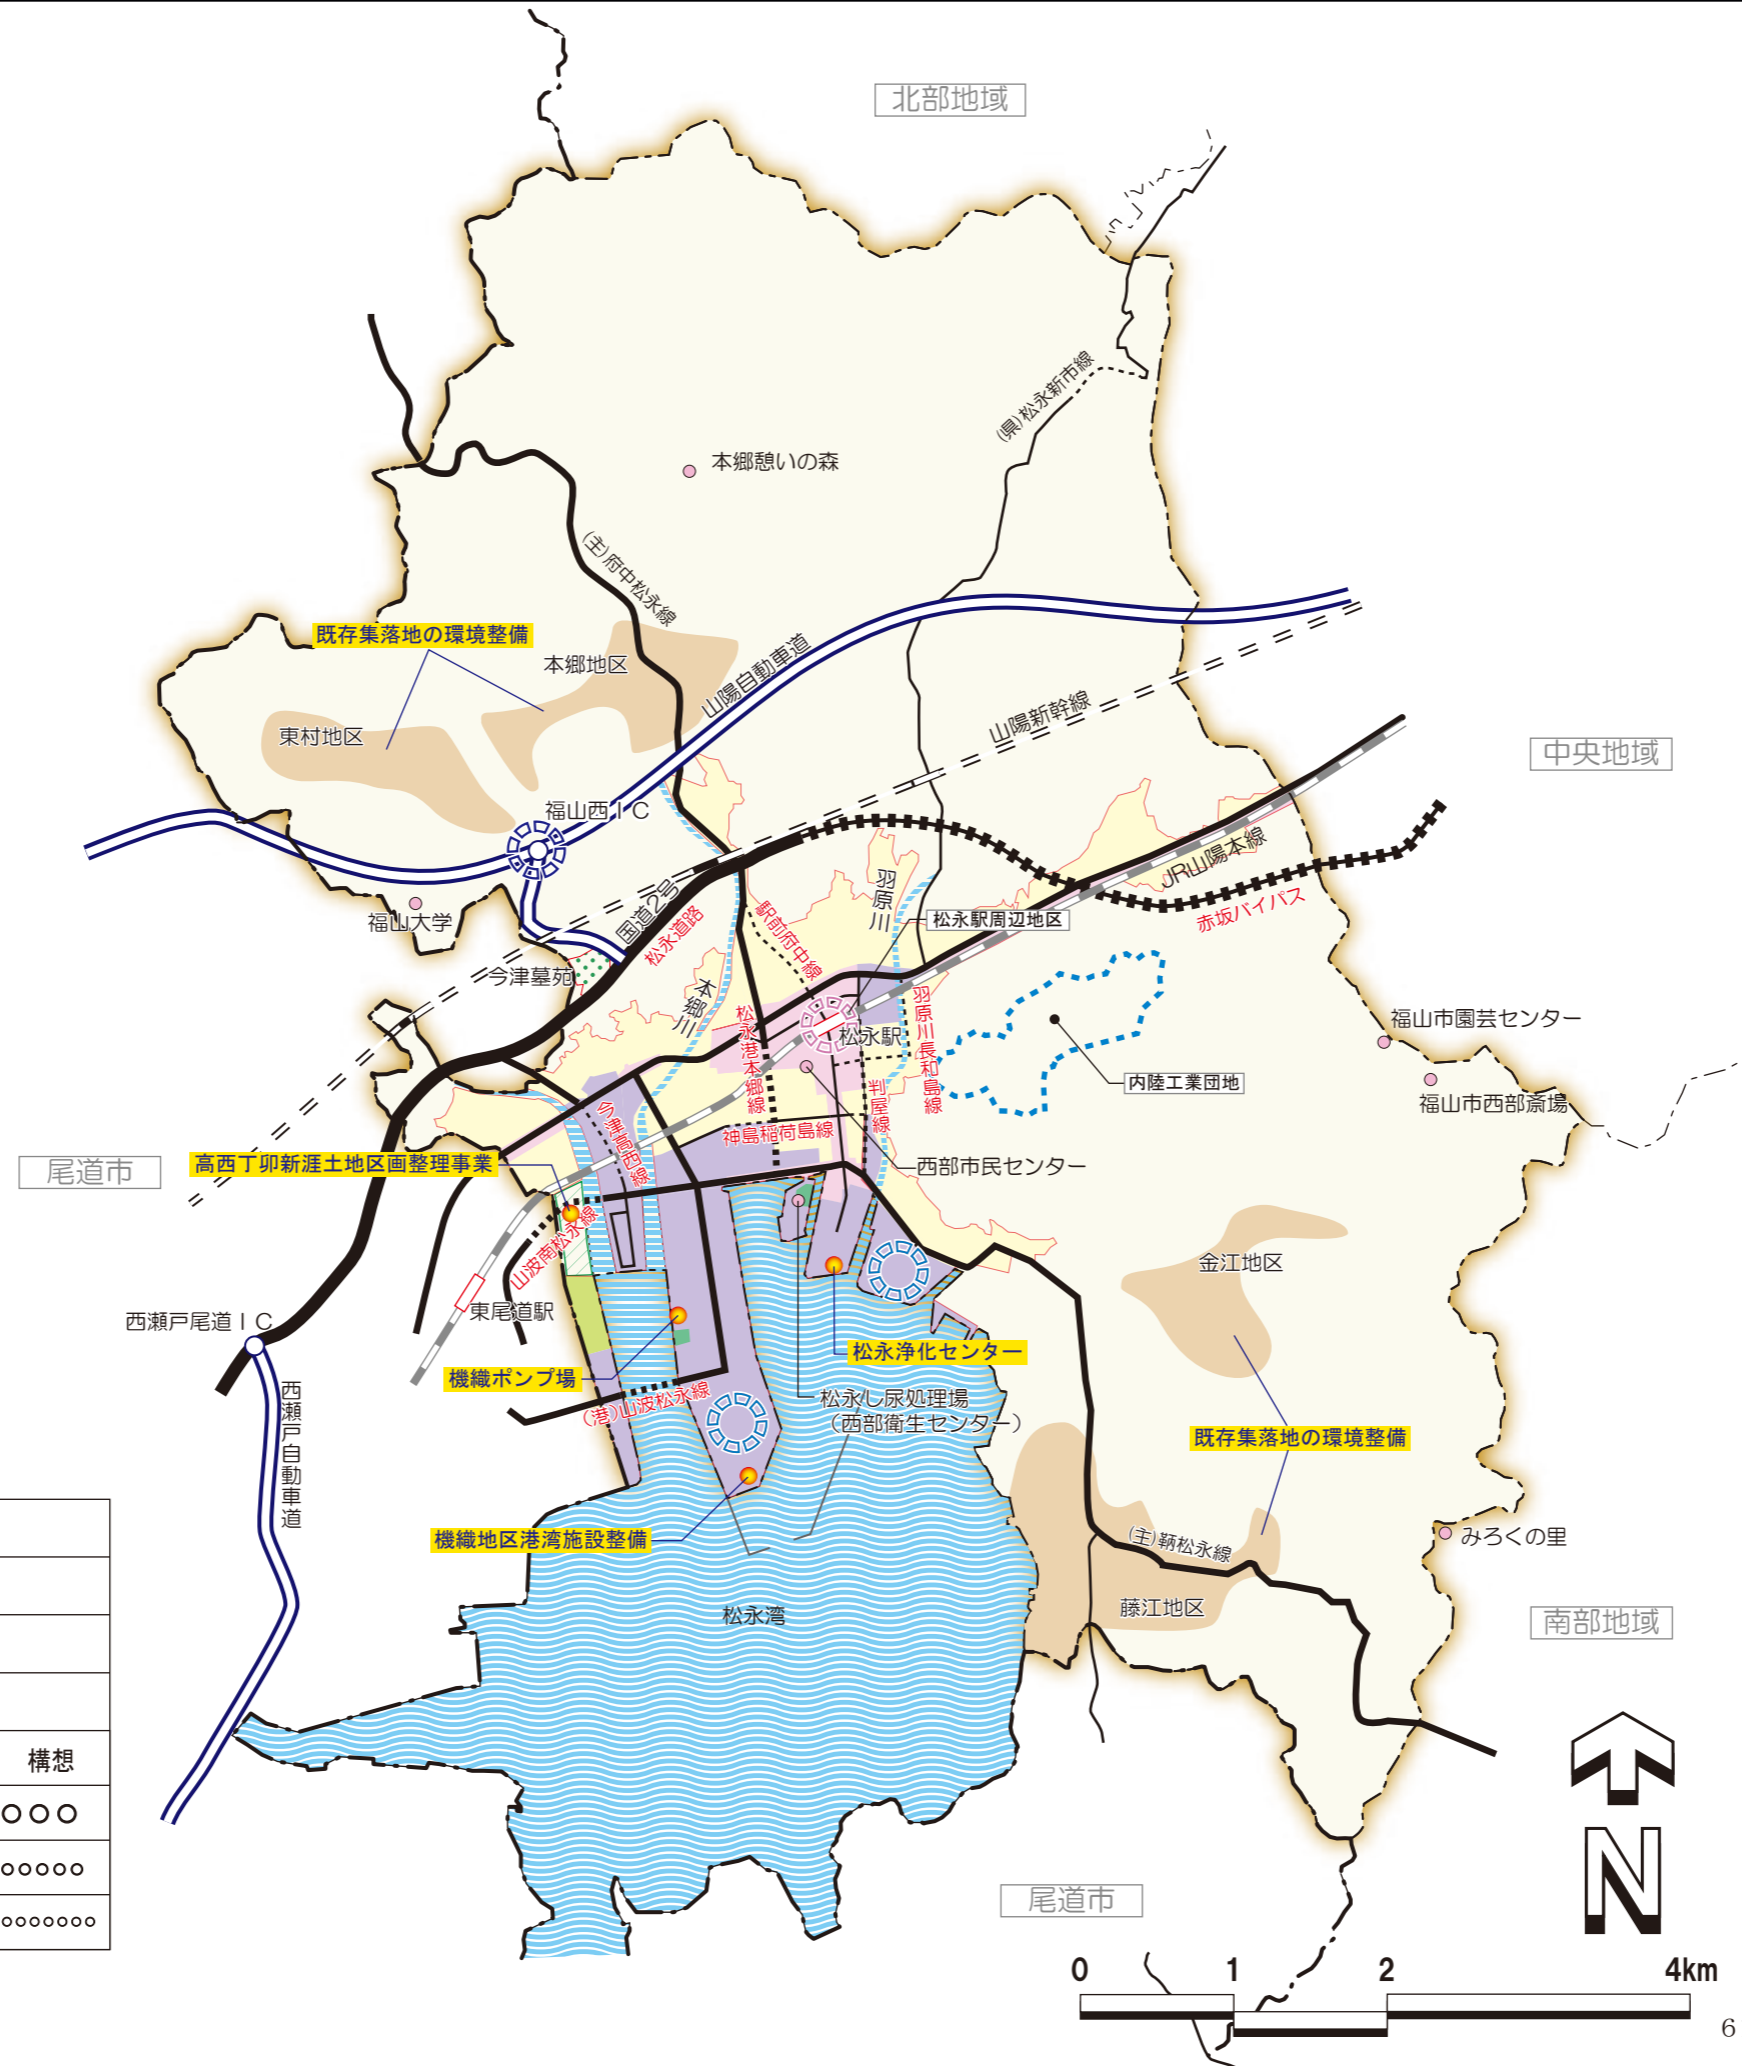 北部地域
(県)松永新市線
本郷憩いの森
(主)府中松永線
既存集落地の環境整備
本郷地区
山陽自動車道
東村地区
山陽新幹線
中央地域
福山西IC
JR山陽本線
羽原川
国道2号
福山大学
駅前府中線
松永駅周辺地区
赤坂バイパス
松永道路
今津墓苑
本郷川
松永港本郷線
松永駅
羽原川長和島線
福山市園芸センター
内陸工業団地
福山市西部斎場
判屋線
今津高西線
神島稲荷島線
尾道市
高西丁卯新涯土地区画整理事業
西部市民センター
山波南松永線
金江地区
東尾道駅
西瀬戸尾道IC
松永浄化センター
機織ポンプ場
(港)山波松永線
松永し尿処理場
(西部衛生センター)
西瀬戸自動車道
既存集落地の環境整備
機織地区港湾施設整備
(主)鞆松永線
みろくの里
松永湾
藤江地区
南部地域
構想
尾道市
N
0 1 2 4km
6